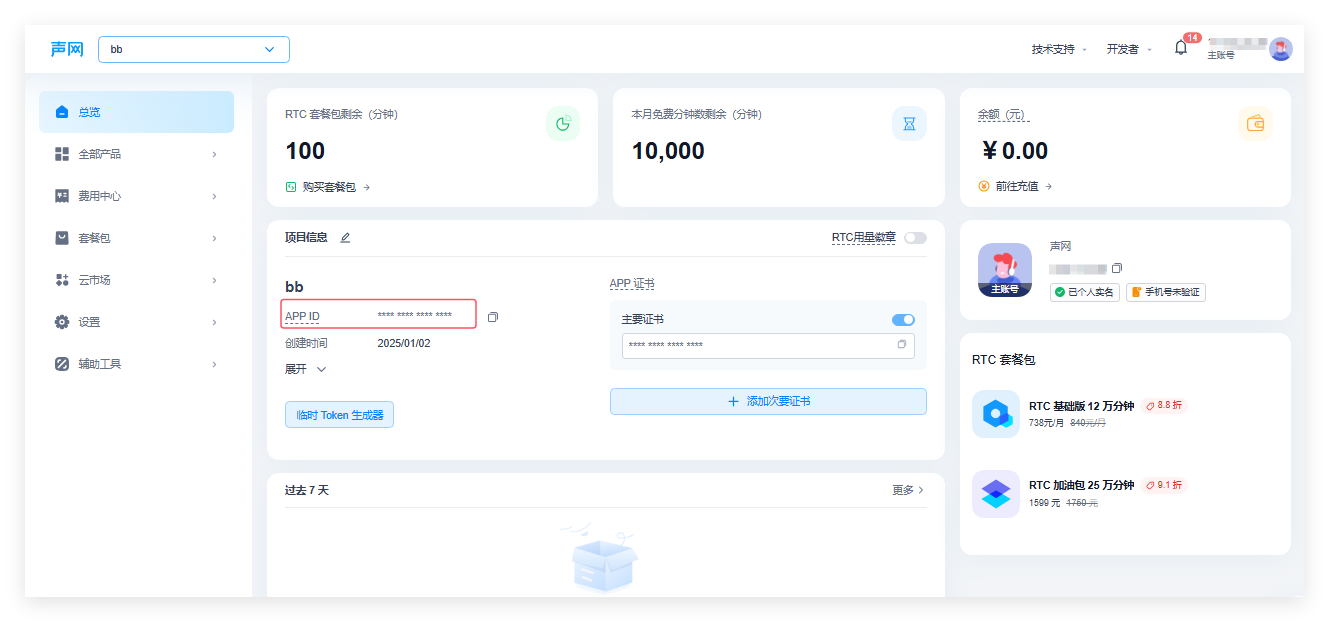 声网
bb
技术支持
开发者
14
主账号
总览
全部产品
费用中心
套餐包
云市场
设置
辅助工具
RTC 套餐包剩余（分钟）
100
购买套餐包
本月免费分钟数剩余（分钟）
10,000
余额（元）
￥0.00
前往充值
项目信息
RTC用量徽章
bb
APP ID
**** **** **** ****
创建时间
2025/01/02
展开
临时 Token 生成器
APP 证书
主要证书
**** **** **** ****
添加次要证书
声网
主账号
已个人实名
手机号未验证
RTC 套餐包
RTC 基础版 12 万分钟
8.8 折
738元/月 840元/月
RTC 加油包 25 万分钟
9.1 折
1599 元 1750 元
过去 7 天
更多